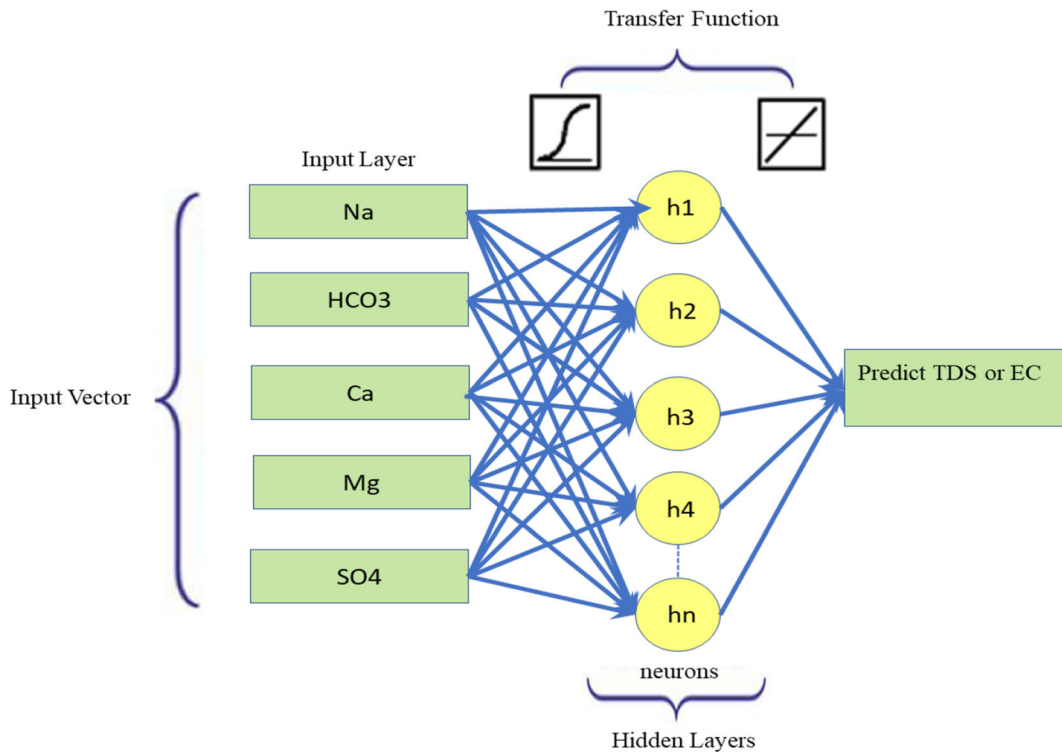 Transfer Function
Input Layer
Na
HCO3
Ca
Mg
SO4
Input Vector
h1
h2
h3
h4
hn
neurons
Hidden Layers
Predict TDS or EC